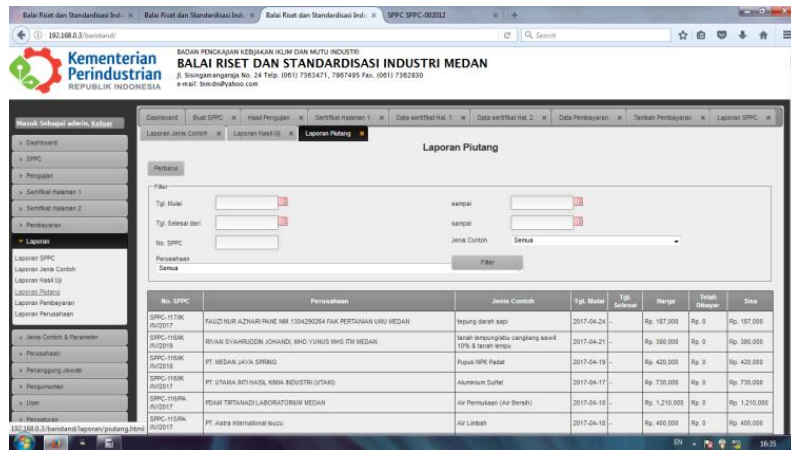 Balai Riset dan Standardisasi Indu
Balai Riset dan Standardisasi Indu
Balai Riset dan Standardisasi Indu
SPPC SPPC-002012
192.168.0.3/baristand/
Search
Kementerian
Perindustrian
REPUBLIK INDONESIA
BADAN PENGKAJIAN KEBIJAKAN IKLIM DAN MUTU INDUSTRI
BALAI RISET DAN STANDARDISASI INDUSTRI MEDAN
Jl. Sisingamangaraja No. 24 Telp. (061) 7363471, 7867495 Fax. (061) 7362830
e-mail: bimdn@yahoo.com
Masuk Sebagai admin, Keluar
Dashboard
SPPC
Pengujian
Sertifikat Halaman 1
Sertifikat Halaman 2
Pembayaran
Laporan
Laporan SPPC
Laporan Jenis Contoh
Laporan Hasil Uji
Laporan Piutang
Laporan Pembayaran
Laporan Perusahaan
Jenis Contoh & Parameter
Perusahaan
Penanggung Jawab
Pengumuman
User
Pengaturan
192.168.0.3/baristand/laporan/piutang.html
Dashboard Buat SPPC Hasil Pengujian Sertifikat Halaman 1 Data sertifikat Hal. 1 Data sertifikat Hal. 2 Data Pembayaran Tambah Pembayaran Laporan SPPC
Laporan Jenis Contoh Laporan Hasil Uji Laporan Piutang
Laporan Piutang
Perbarui
Filter
Tgl. Mulai sampai
Tgl. Selesai dari sampai
No. SPPC Jenis Contoh Semua
Perusahaan
Semua Filter
No. SPPC Perusahaan Jenis Contoh Tgl. Mulai Tgl. Selesai Harga Telah Dibayar Sisa
SPPC-117/IK /IV/2017 FAUZI NUR AZHARI PANE NIM.1304290264 FAK PERTANIAN UMU MEDAN tepung darah sapi 2017-04-24 - Rp. 187,000 Rp. 0 Rp. 187,000
SPPC-116/IK /IV/2019 RIYAN SYAHRUDDIN JOHANDI, MHD. YUNUS MHS ITM MEDAN tanah lempung/abu cangkang sawit 10% & tanah lempu 2017-04-21 - Rp. 380,000 Rp. 0 Rp. 380,000
SPPC-116/IK /IV/2018 PT. MEDAN JAYA SPRING Pupuk NPK Padat 2017-04-19 - Rp. 420,000 Rp. 0 Rp. 420,000
SPPC-116/IK /IV/2017 PT. UTAMA INTI HASIL KIMIA INDUSTRI (UTAKI) Aluminium Sulfat 2017-04-17 - Rp. 730,000 Rp. 0 Rp. 730,000
SPPC-116/PA /IV/2017 PDAM TIRTANADI LABORATORIUM MEDAN Air Permukaan (Air Bersih) 2017-04-18 - Rp. 1,210,000 Rp. 0 Rp. 1,210,000
SPPC-115/PA /IV/2017 PT. Astra International Isuzu Air Limbah 2017-04-18 - Rp. 400,000 Rp. 0 Rp. 400,000
EN 16:35